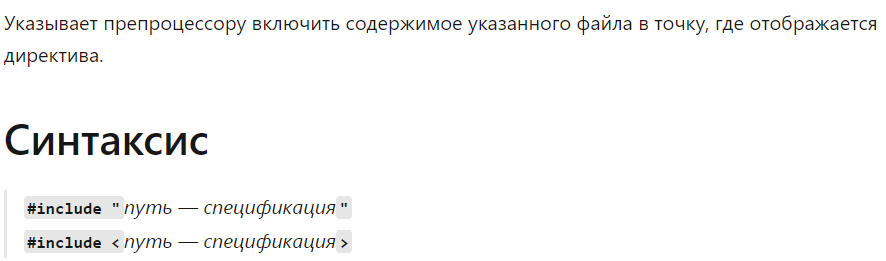 Указывает препроцессору включить содержимое указанного файла в точку, где отображается
директива.
Синтаксис
#include "путь — спецификация"
#include <путь — спецификация>